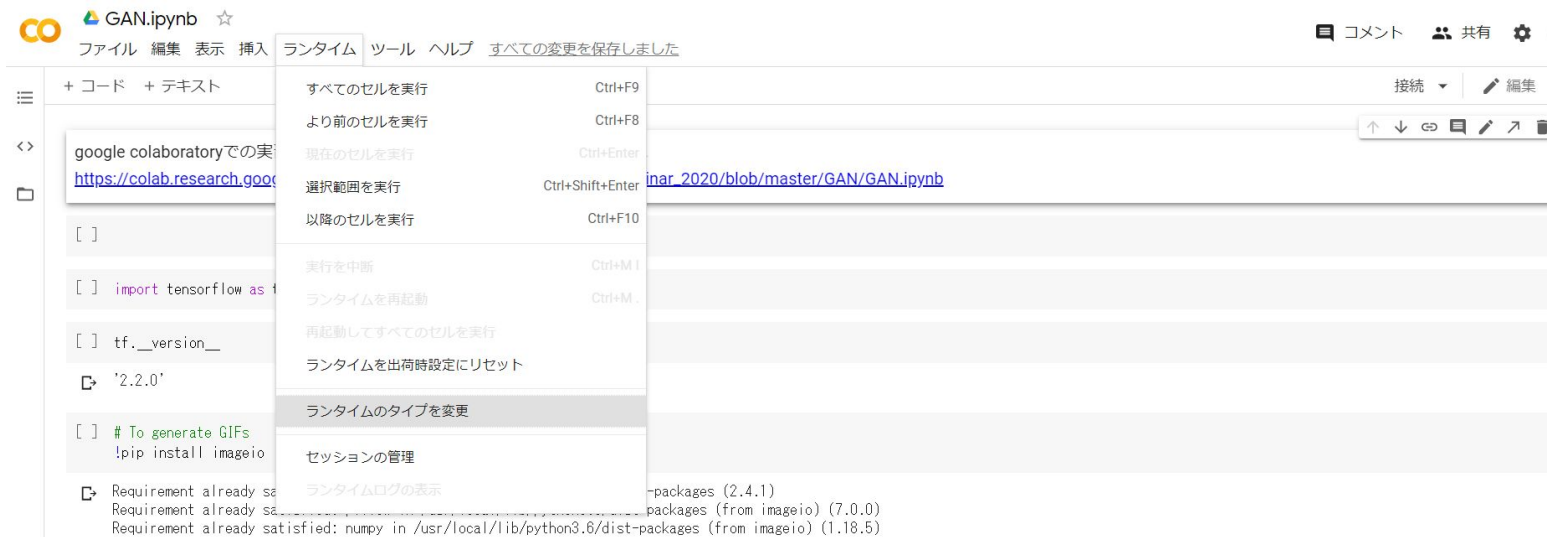 GAN.ipynb
ファイル 編集 表示 挿入 ランタイム ツール ヘルプ すべての変更を保存しました
コメント 共有
+ コード + テキスト
接続 編集
すべてのセルを実行 Ctrl+F9
より前のセルを実行 Ctrl+F8
現在のセルを実行 Ctrl+Enter
選択範囲を実行 Ctrl+Shift+Enter
以降のセルを実行 Ctrl+F10
実行を中断 Ctrl+M I
ランタイムを再起動 Ctrl+M .
再起動してすべてのセルを実行
ランタイムを出荷時設定にリセット
ランタイムのタイプを変更
セッションの管理
ランタイムログの表示
google colaboratoryでの実
https://colab.research.goog inar_2020/blob/master/GAN/GAN.ipynb
[ ]
[ ] import tensorflow as t
[ ] tf.__version__
'2.2.0'
[ ] # To generate GIFs
!pip install imageio
Requirement already sa -packages (2.4.1)
Requirement already sa packages (from imageio) (7.0.0)
Requirement already satisfied: numpy in /usr/local/lib/python3.6/dist-packages (from imageio) (1.18.5)